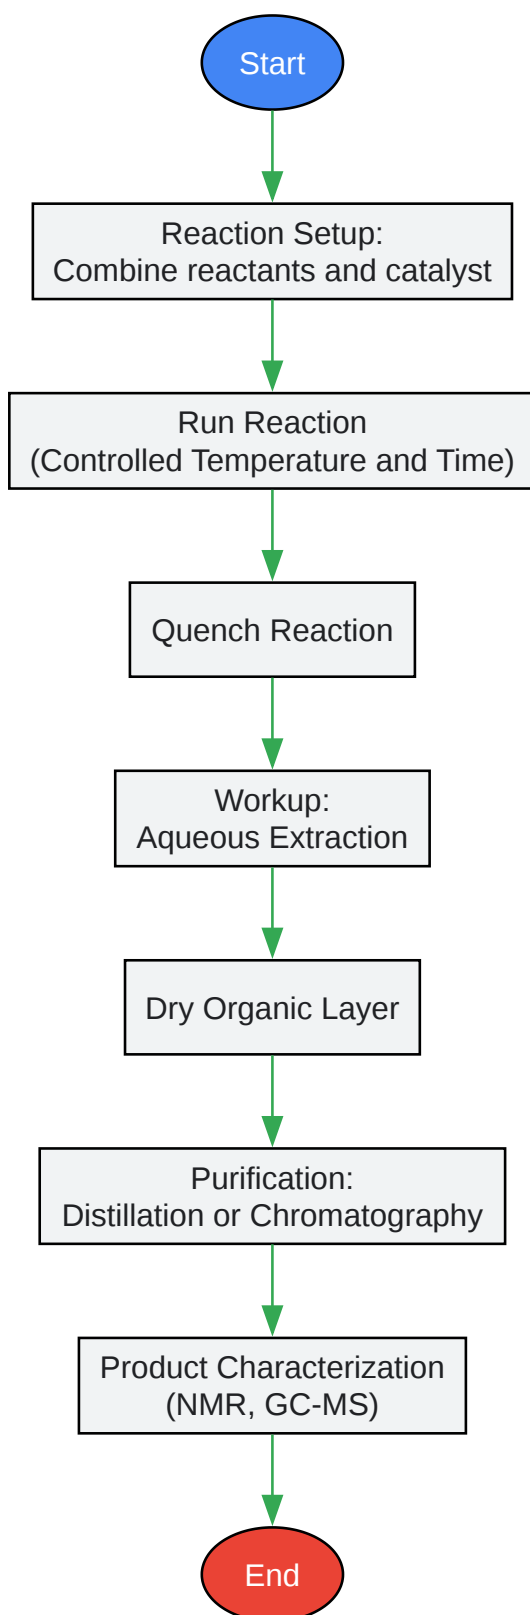 Start
Reaction Setup:
Combine reactants and catalyst
Run Reaction
(Controlled Temperature and Time)
Quench Reaction
Workup:
Aqueous Extraction
Dry Organic Layer
Purification:
Distillation or Chromatography
Product Characterization
(NMR, GC-MS)
End